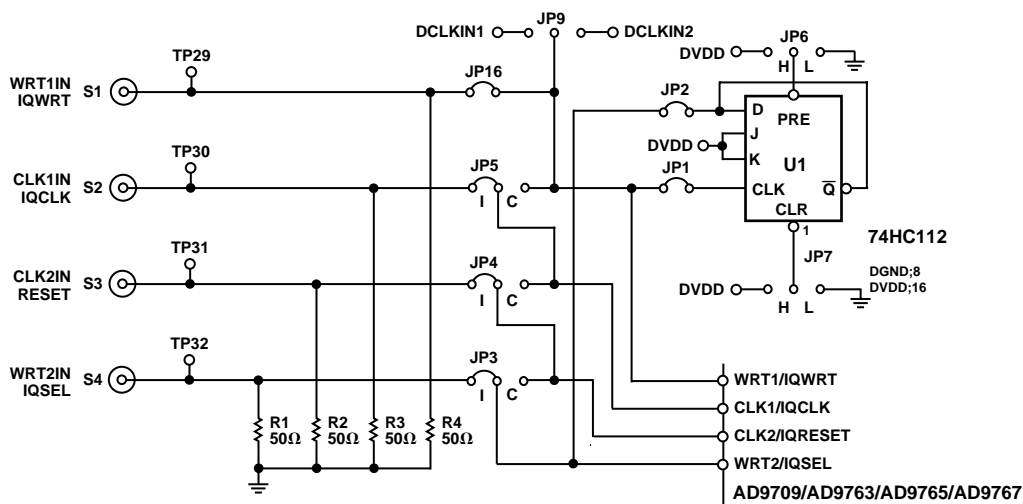 JP9
DCLKIN1
DCLKIN2
JP6
DVDD
H
L
TP29
WRT1IN
IQWRT
S1
JP16
JP2
D
PRE
J
DVDD
K
U1
TP30
CLK1IN
IQCLK
S2
JP5
I
C
JP1
CLK
Q
CLR
1
74HC112
TP31
CLK2IN
RESET
S3
JP4
I
C
JP7
DGND;8
DVDD;16
DVDD
H
L
TP32
WRT2IN
IQSEL
S4
JP3
I
C
WRT1/IQWRT
CLK1/IQCLK
CLK2/IQRESET
WRT2/IQSEL
R1
50Ω
R2
50Ω
R3
50Ω
R4
50Ω
AD9709/AD9763/AD9765/AD9767